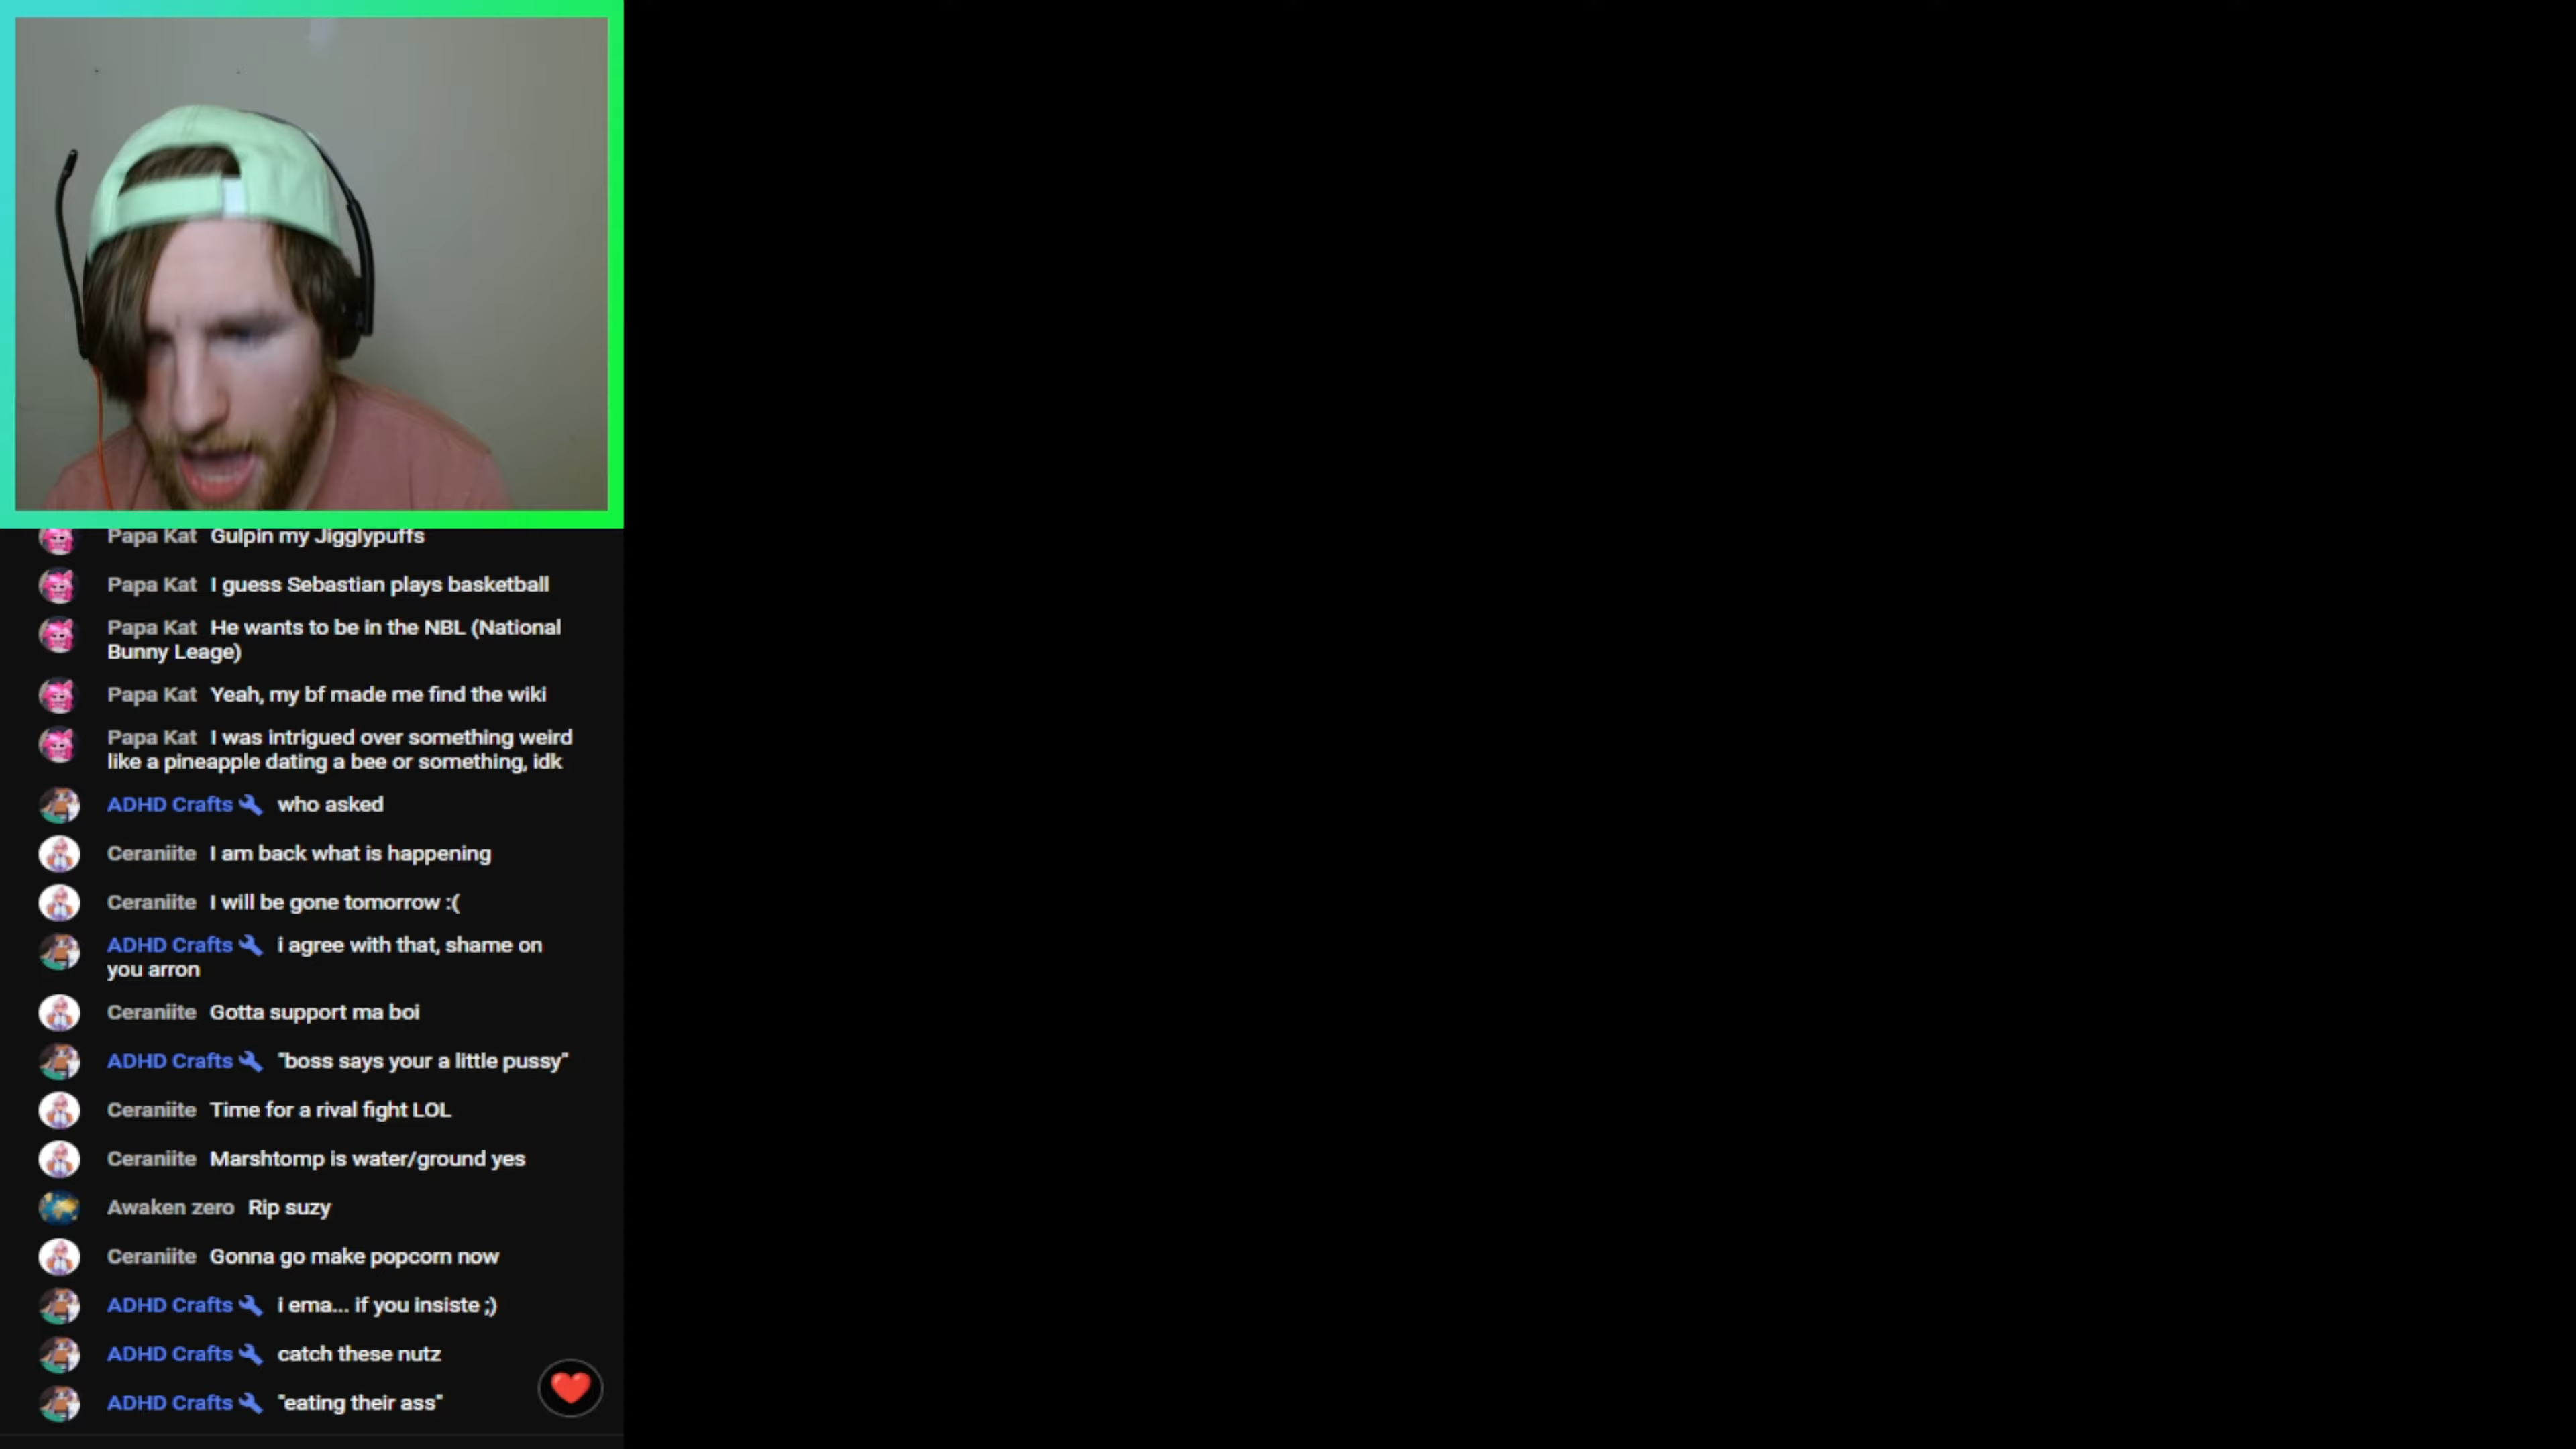 Papa Kat Gulpin my Jigglypuffs
Papa Kat I guess Sebastian plays basketball
Papa Kat He wants to be in the NBL (National
Bunny Leage)
Papa Kat Yeah, my bf made me find the wiki
Papa Kat I was intrigued over something weird
like a pineapple dating a bee or something, idk
ADHD Crafts who asked
Ceraniite I am back what is happening
Ceraniite I will be gone tomorrow :(
ADHD Crafts i agree with that, shame on
you arron
Ceraniite Gotta support ma boi
ADHD Crafts "boss says your a little pussy"
Ceraniite Time for a rival fight LOL
Ceraniite Marshtomp is water/ground yes
Awaken zero Rip suzy
Ceraniite Gonna go make popcorn now
ADHD Crafts i ema... if you insiste ;)
ADHD Crafts catch these nutz
ADHD Crafts "eating their ass"